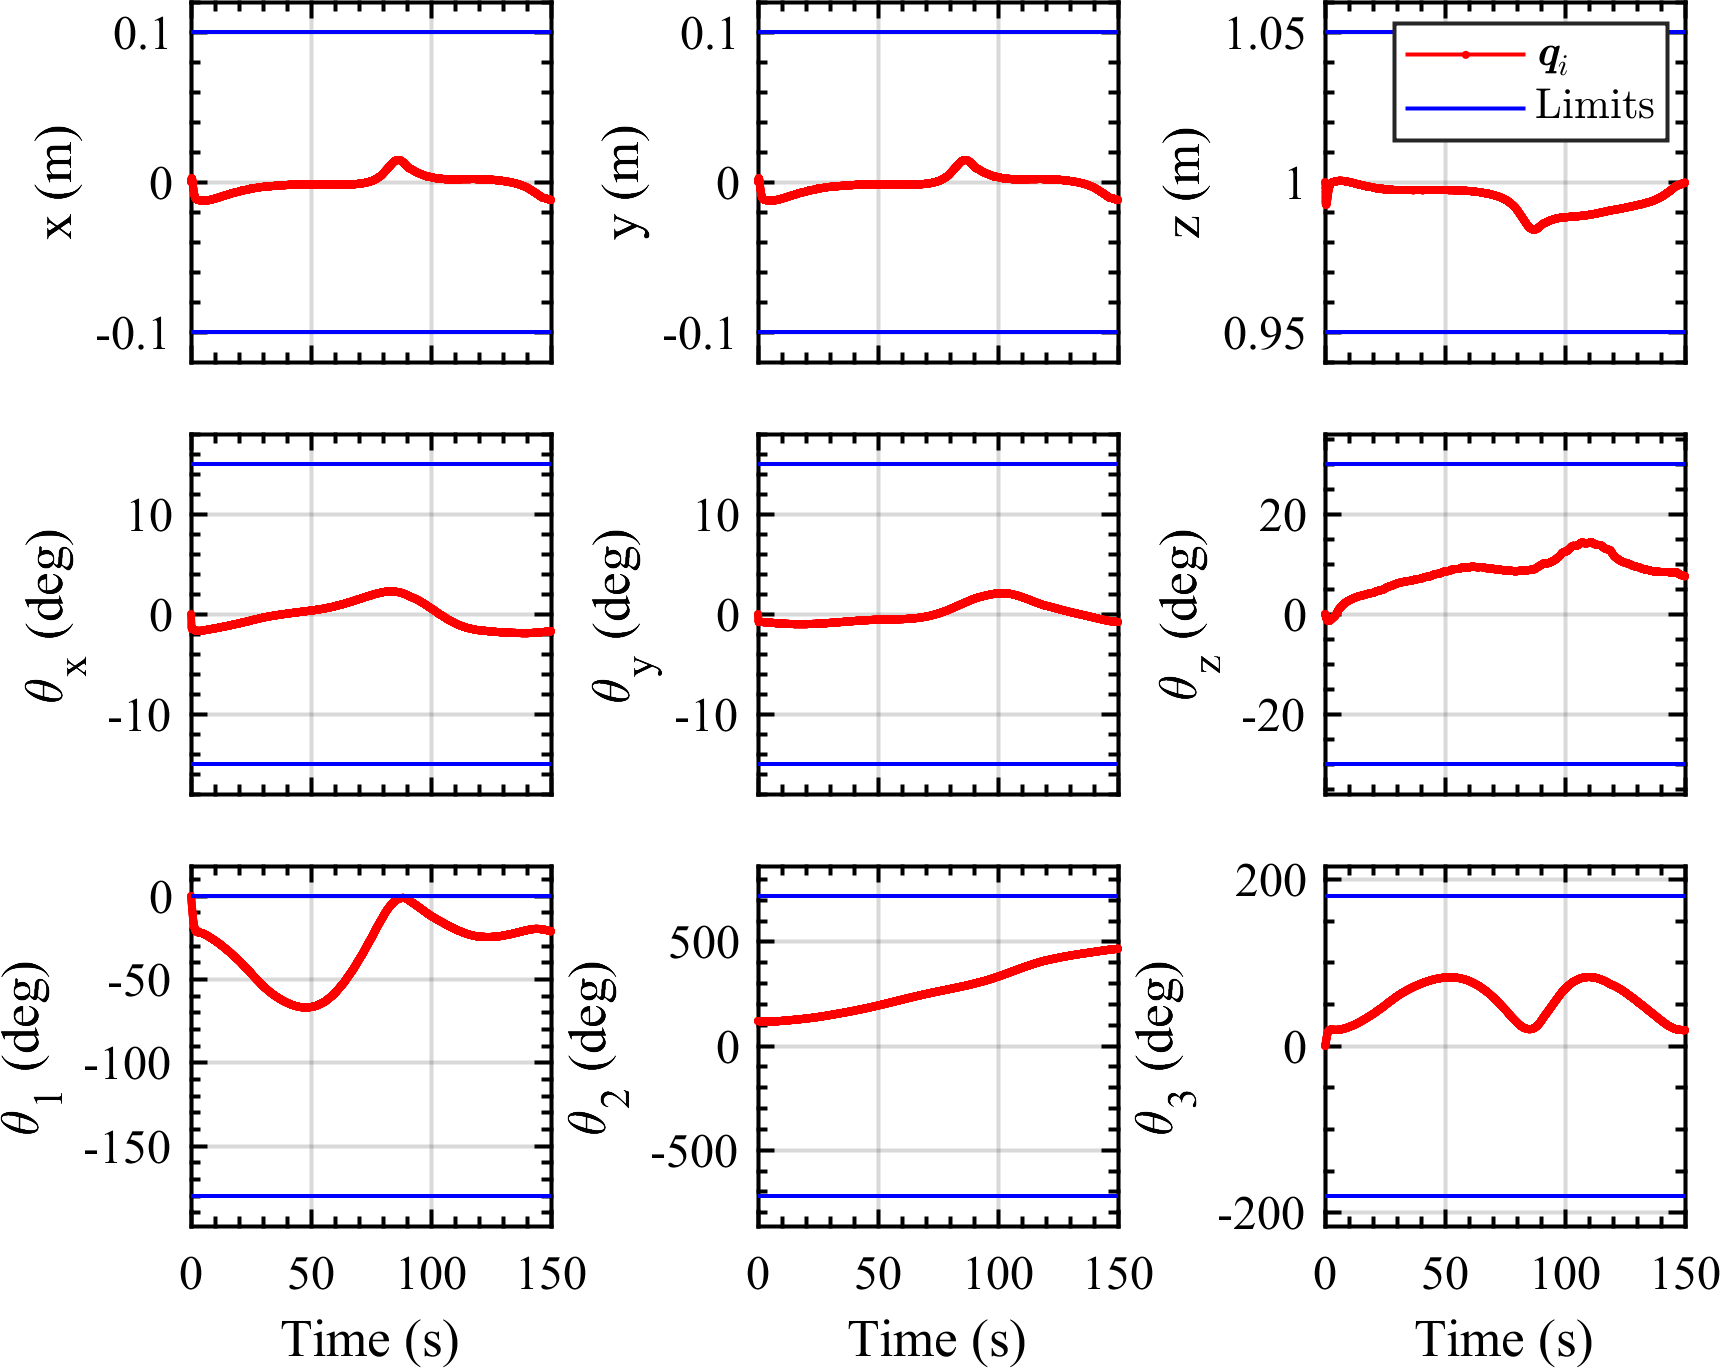 0.1
0
-0.1
x (m)
0.1
0
-0.1
y (m)
1.05
1
0.95
z (m)
q_i
Limits
10
0
-10
θ_x (deg)
10
0
-10
θ_y (deg)
20
0
-20
θ_z (deg)
0
-50
-100
-150
θ_1 (deg)
0 50 100 150
Time (s)
500
0
-500
θ_2 (deg)
0 50 100 150
Time (s)
200
0
-200
θ_3 (deg)
0 50 100 150
Time (s)